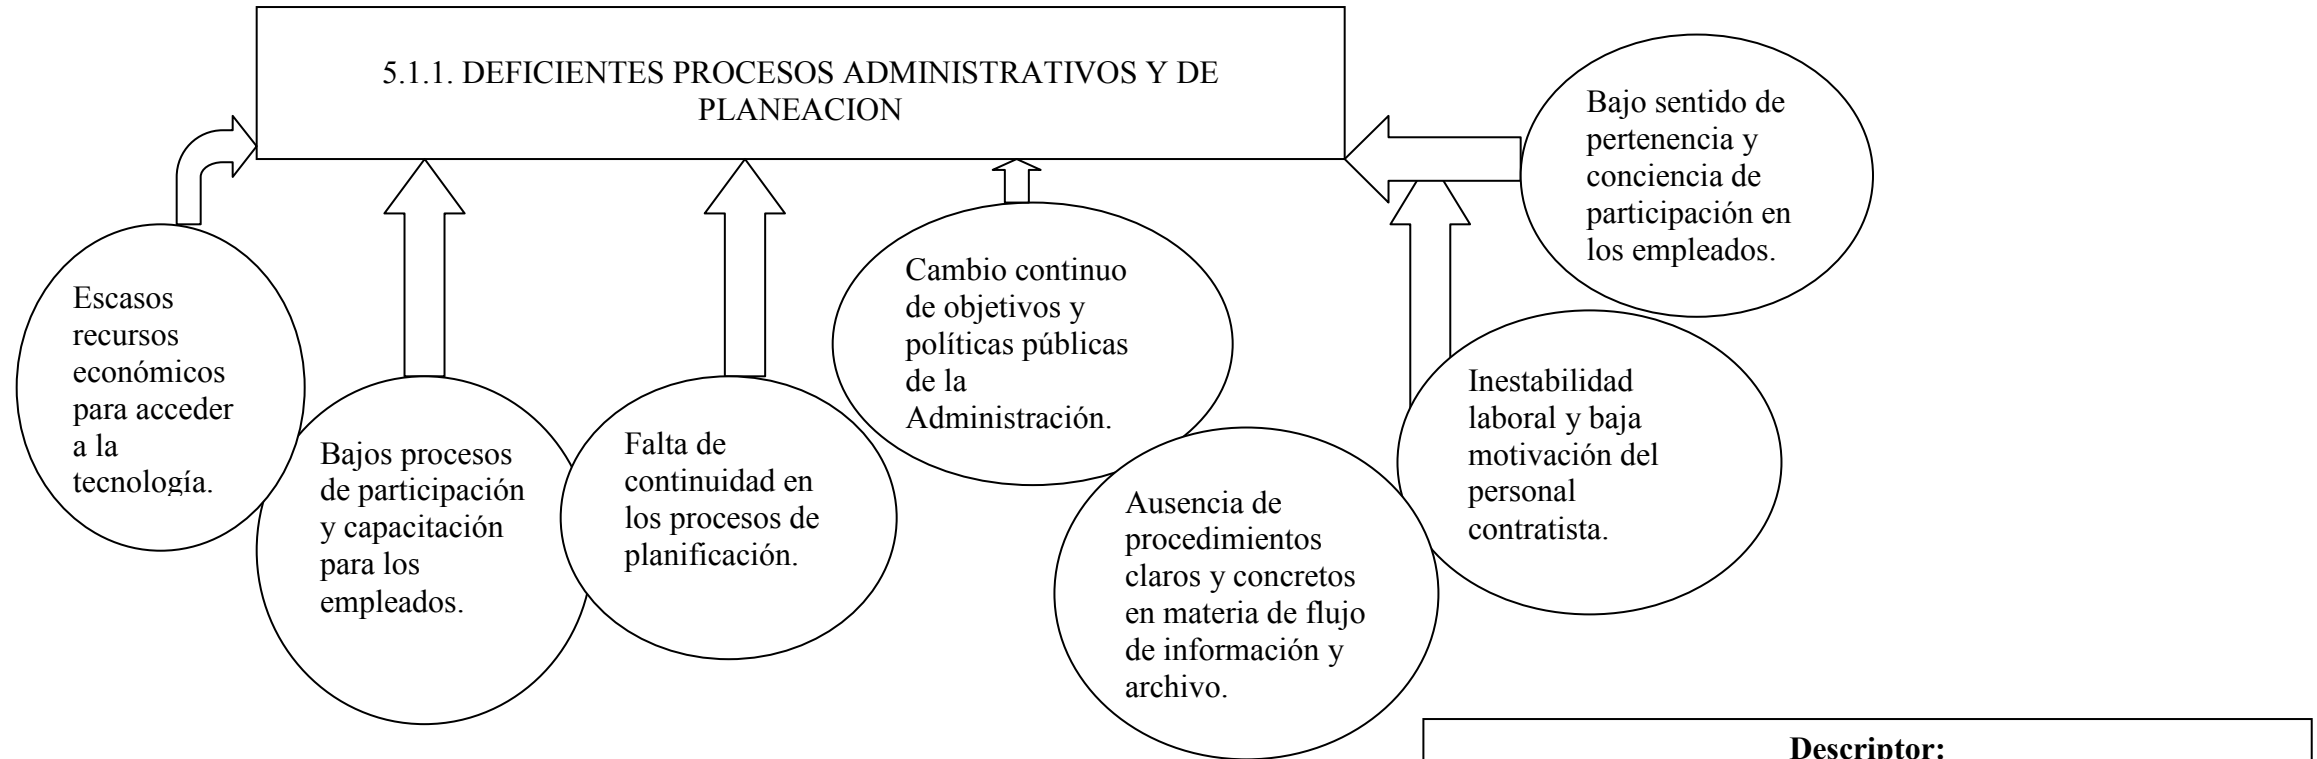 5.1.1. DEFICIENTES PROCESOS ADMINISTRATIVOS Y DE
PLANEACION
Escasos
recursos
económicos
para acceder
a la
tecnología.
Bajos procesos
de participación
y capacitación
para los
empleados.
Falta de
continuidad en
los procesos de
planificación.
Cambio continuo
de objetivos y
políticas públicas
de la
Administración.
Ausencia de
procedimientos
claros y concretos
en materia de flujo
de información y
archivo.
Inestabilidad
laboral y baja
motivación del
personal
contratista.
Bajo sentido de
pertenencia y
conciencia de
participación en
los empleados.
Descriptor: